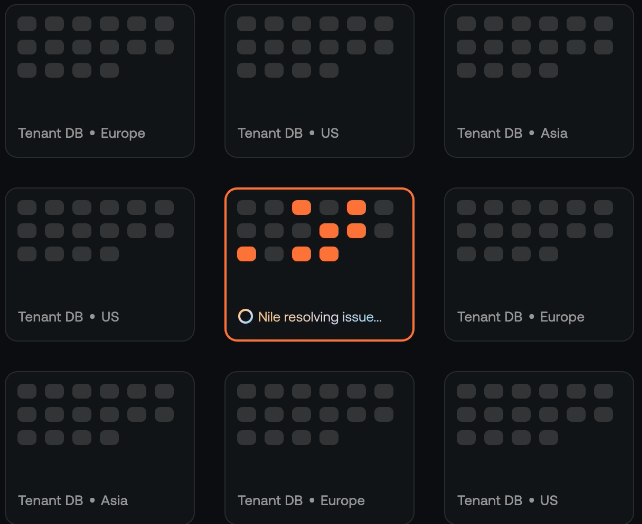 Tenant DB • Europe
Tenant DB • US
Tenant DB • Asia
Tenant DB • US
Nile resolving issue...
Tenant DB • Europe
Tenant DB • Asia
Tenant DB • Europe
Tenant DB • US